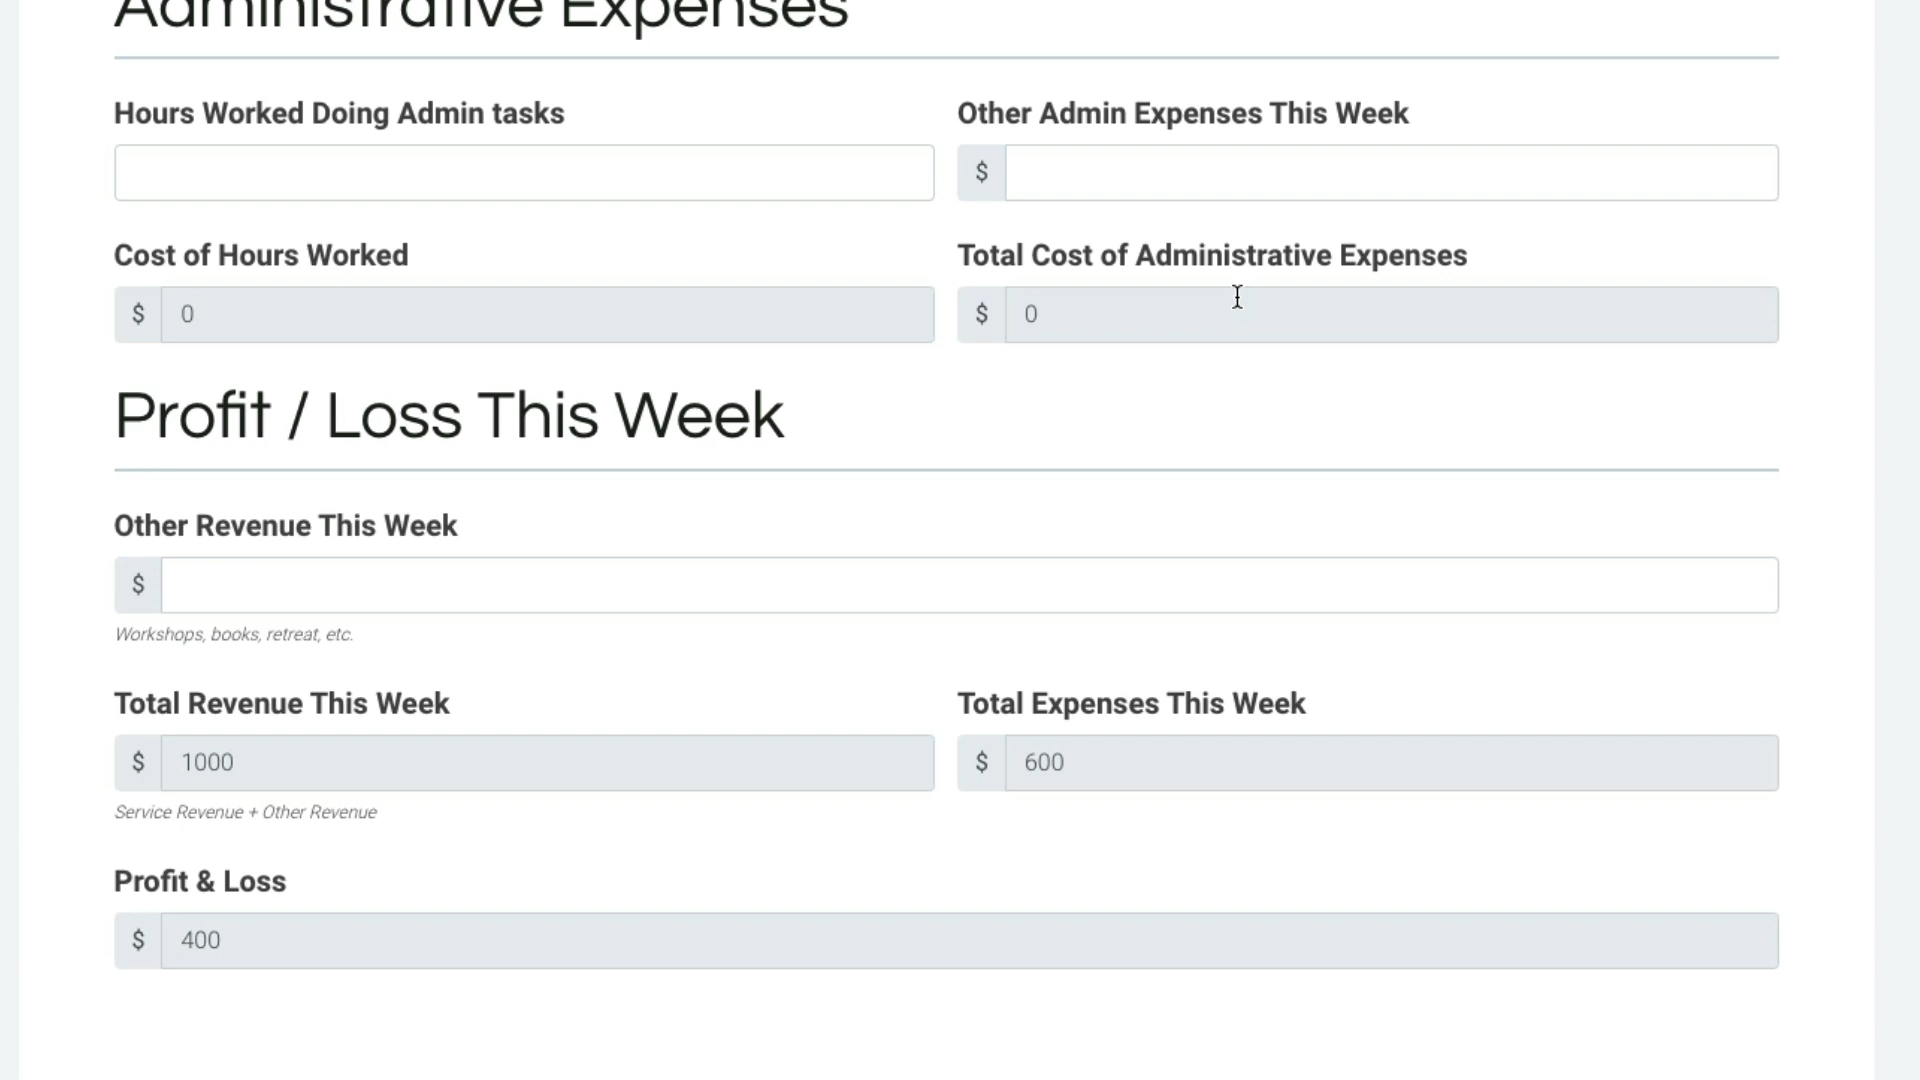 Administrative Expenses
Hours Worked Doing Admin tasks
Other Admin Expenses This Week
$
Cost of Hours Worked
Total Cost of Administrative Expenses
$ 0
$ 0
Profit / Loss This Week
Other Revenue This Week
$
Workshops, books, retreat, etc.
Total Revenue This Week
Total Expenses This Week
$ 1000
$ 600
Service Revenue + Other Revenue
Profit & Loss
$ 400